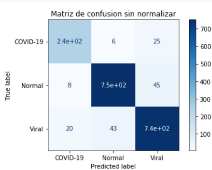 Matriz de confusion sin normalizar
COVID-19 2.4e+02 6 25
Normal 8 7.5e+02 45
Viral 20 43 7.4e+02
COVID-19 Normal Viral
True label
Predicted label
700
600
500
400
300
200
100